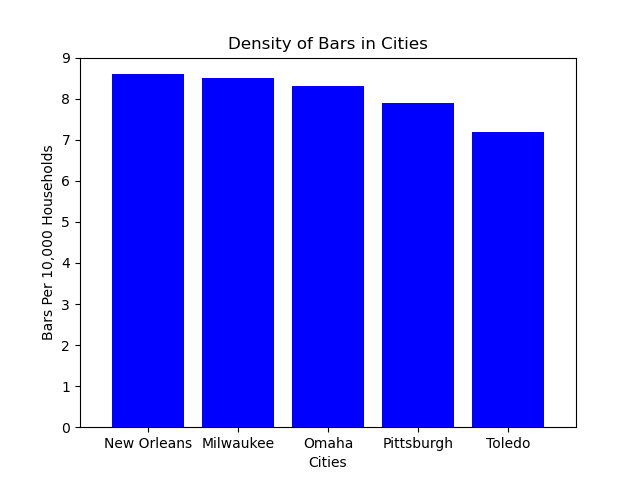 Density of Bars in Cities
Bars Per 10,000 Households
9
8
7
6
5
4
3
2
1
0
New Orleans Milwaukee Omaha Pittsburgh Toledo
Cities